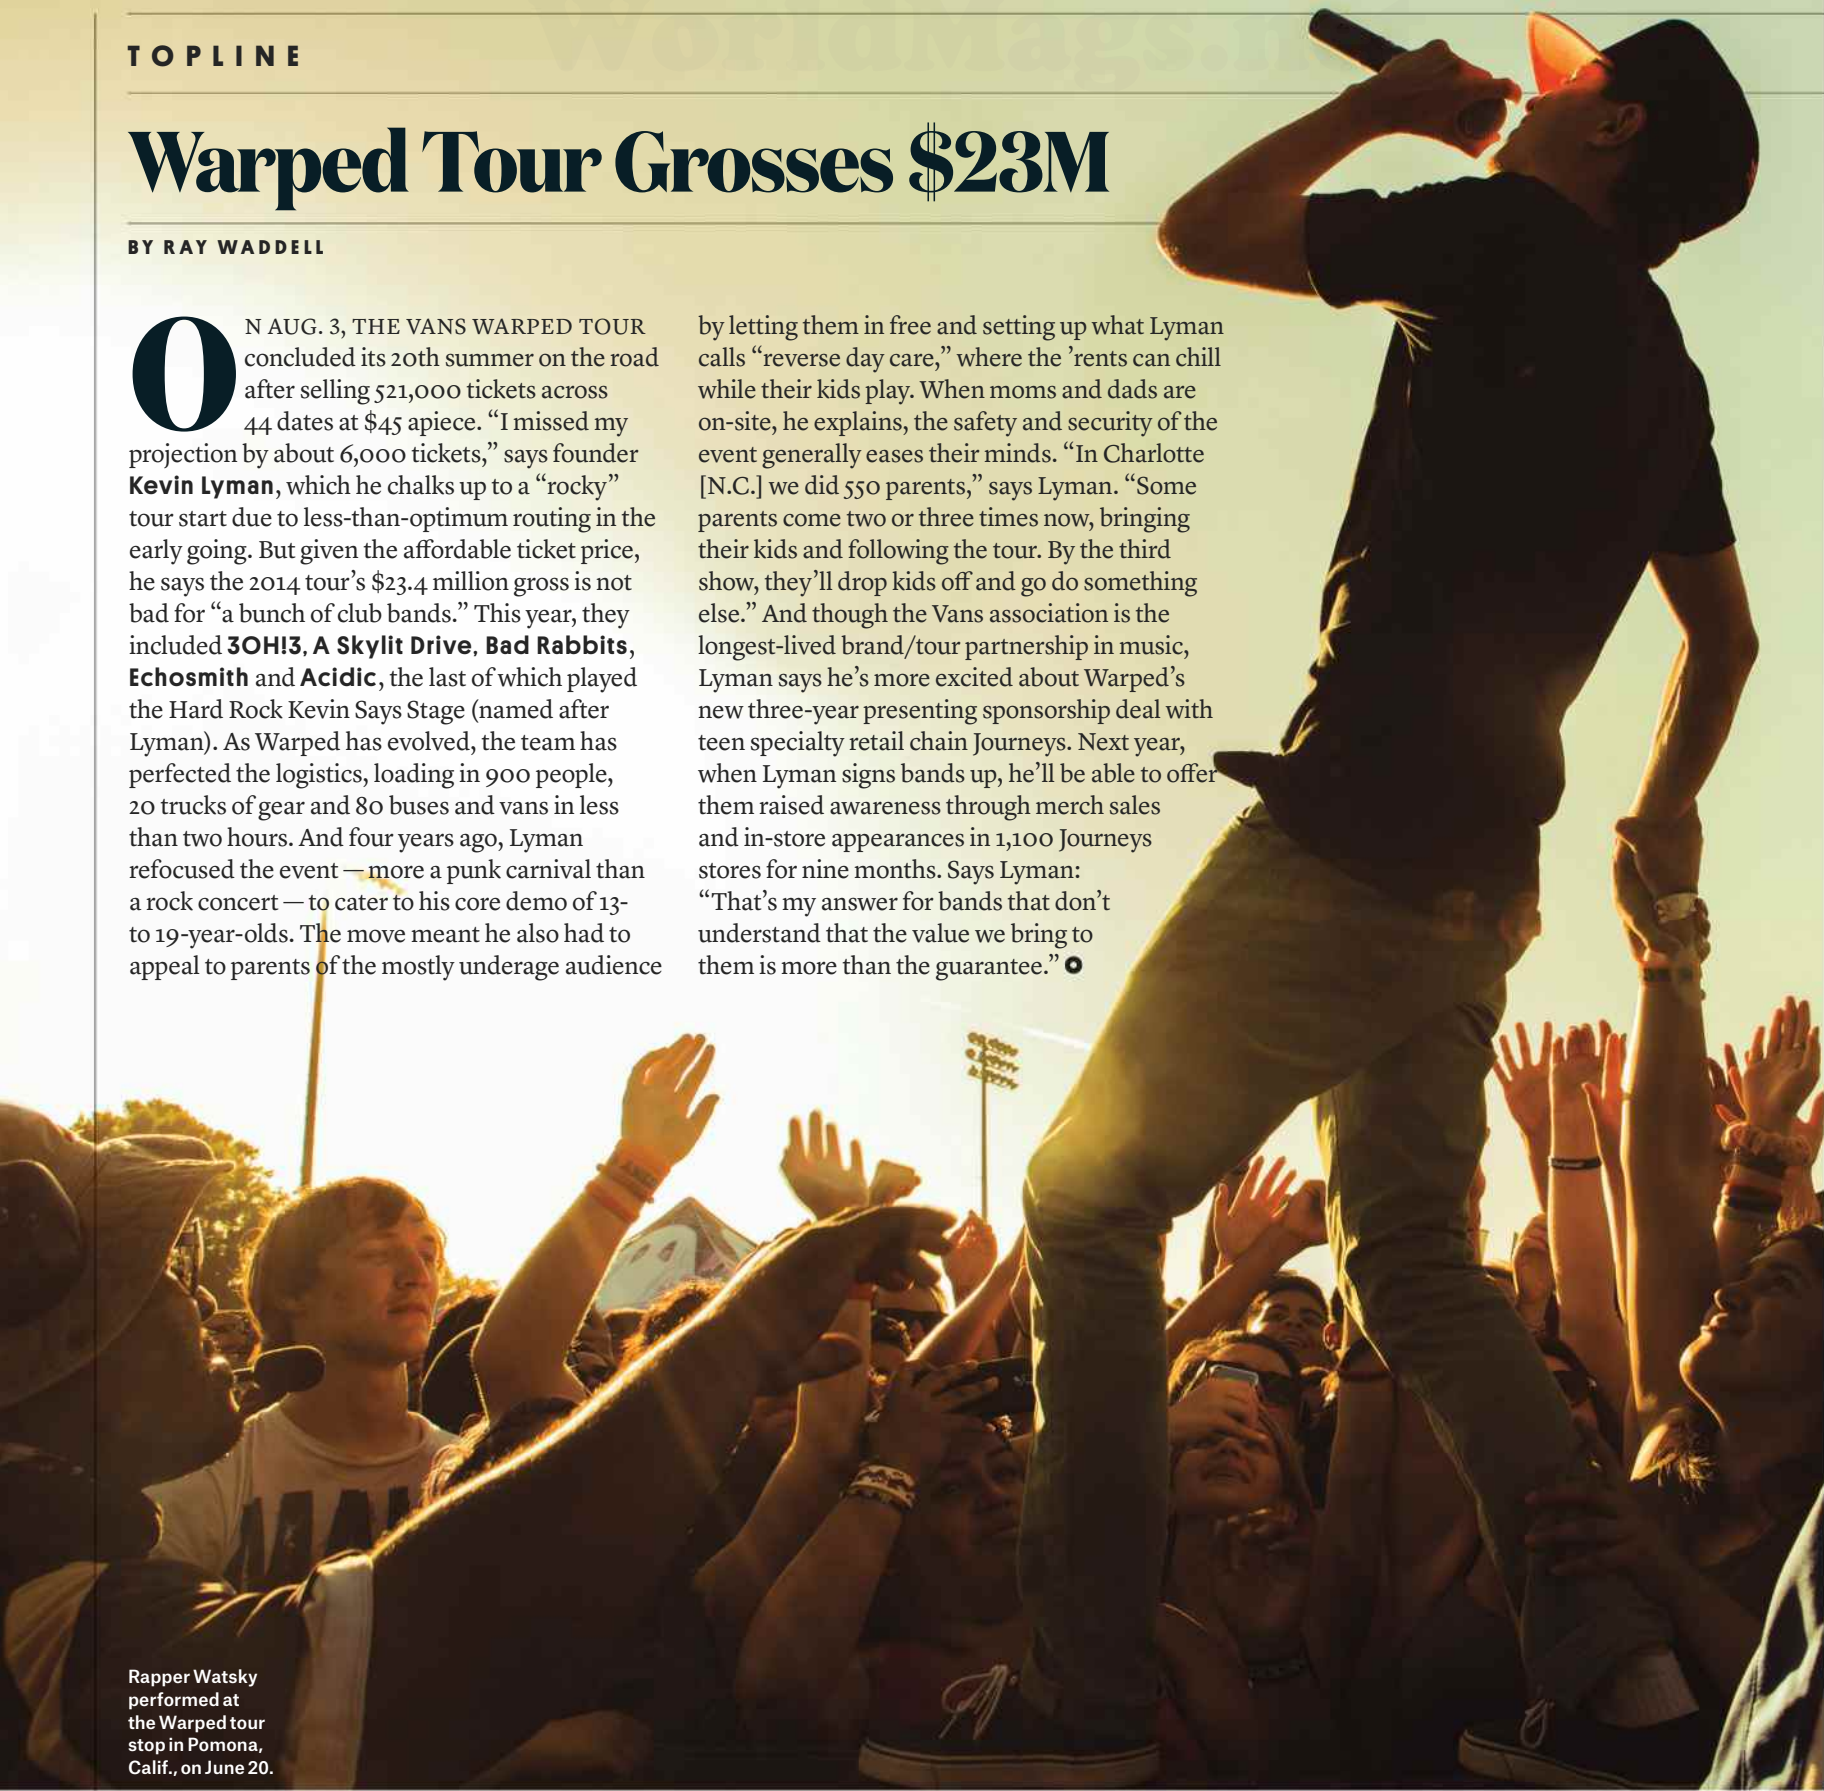 WorldMags.net
TOPLINE
Warped Tour Grosses $23M
BY RAY WADDELL
ON AUG. 3, THE VANS WARPED TOUR
concluded its 20th summer on the road
after selling 521,000 tickets across
44 dates at $45 apiece. “I missed my
projection by about 6,000 tickets,” says founder
Kevin Lyman, which he chalks up to a “rocky”
tour start due to less-than-optimum routing in the
early going. But given the affordable ticket price,
he says the 2014 tour’s $23.4 million gross is not
bad for “a bunch of club bands.” This year, they
included 3OH!3, A Skylit Drive, Bad Rabbits,
Echosmith and Acidic, the last of which played
the Hard Rock Kevin Says Stage (named after
Lyman). As Warped has evolved, the team has
perfected the logistics, loading in 900 people,
20 trucks of gear and 80 buses and vans in less
than two hours. And four years ago, Lyman
refocused the event — more a punk carnival than
a rock concert — to cater to his core demo of 13-
to 19-year-olds. The move meant he also had to
appeal to parents of the mostly underage audience
by letting them in free and setting up what Lyman
calls “reverse day care,” where the ’rents can chill
while their kids play. When moms and dads are
on-site, he explains, the safety and security of the
event generally eases their minds. “In Charlotte
[N.C.] we did 550 parents,” says Lyman. “Some
parents come two or three times now, bringing
their kids and following the tour. By the third
show, they’ll drop kids off and go do something
else.” And though the Vans association is the
longest-lived brand/tour partnership in music,
Lyman says he’s more excited about Warped’s
new three-year presenting sponsorship deal with
teen specialty retail chain Journeys. Next year,
when Lyman signs bands up, he’ll be able to offer
them raised awareness through merch sales
and in-store appearances in 1,100 Journeys
stores for nine months. Says Lyman:
“That’s my answer for bands that don’t
understand that the value we bring to
them is more than the guarantee.”
Rapper Watsky
performed at
the Warped tour
stop in Pomona,
Calif., on June 20.